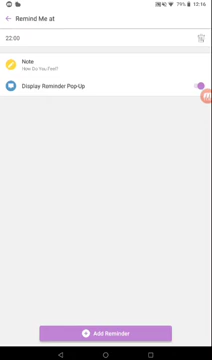 79% 12:16
Remind Me at
22:00
Note
How Do You Feel?
Display Reminder Pop-Up
Add Reminder